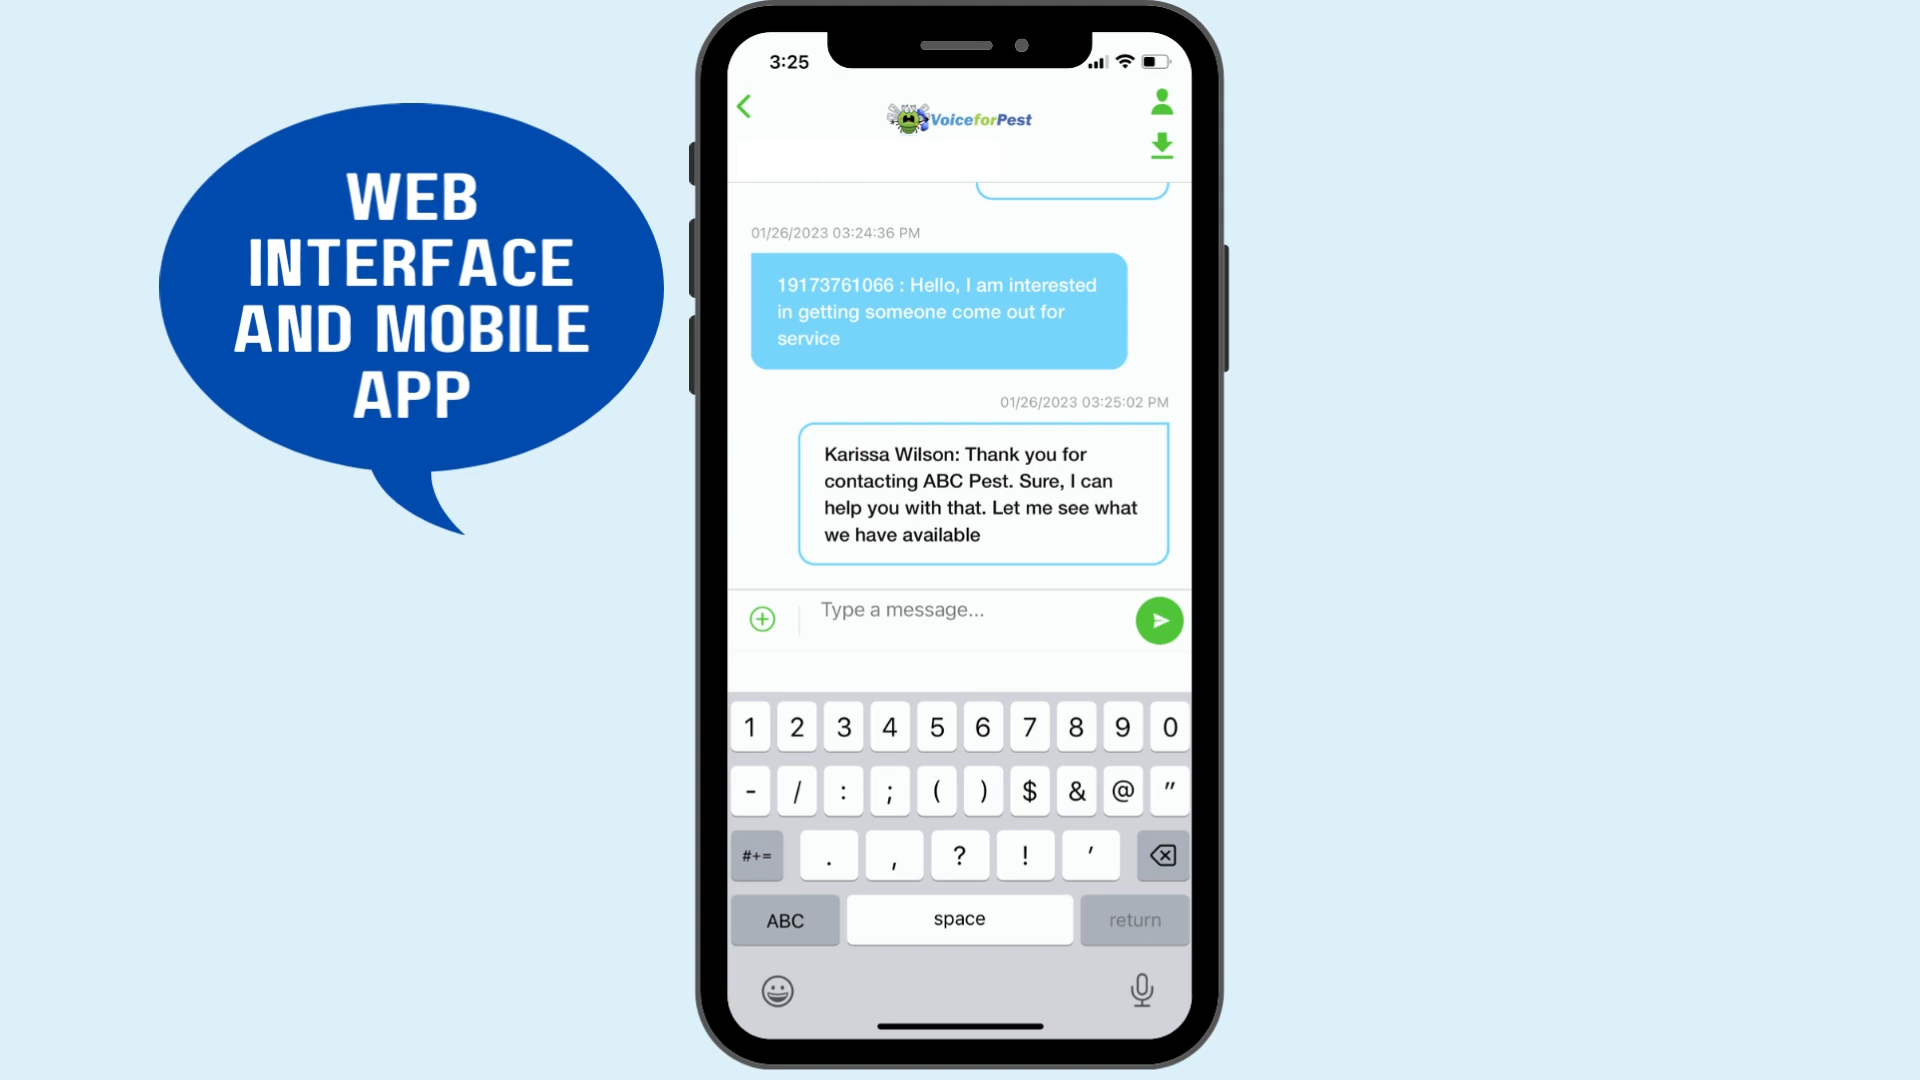 WEB
INTERFACE
AND MOBILE
APP
3:25
VoiceforPest
01/26/2023 03:24:36 PM
19173761066 : Hello, I am interested
in getting someone come out for
service
01/26/2023 03:25:02 PM
Karissa Wilson: Thank you for
contacting ABC Pest. Sure, I can
help you with that. Let me see what
we have available
Type a message...
1 2 3 4 5 6 7 8 9 0
- / : ; ( ) $ & @ "
#+= . , ? ! '
ABC space return